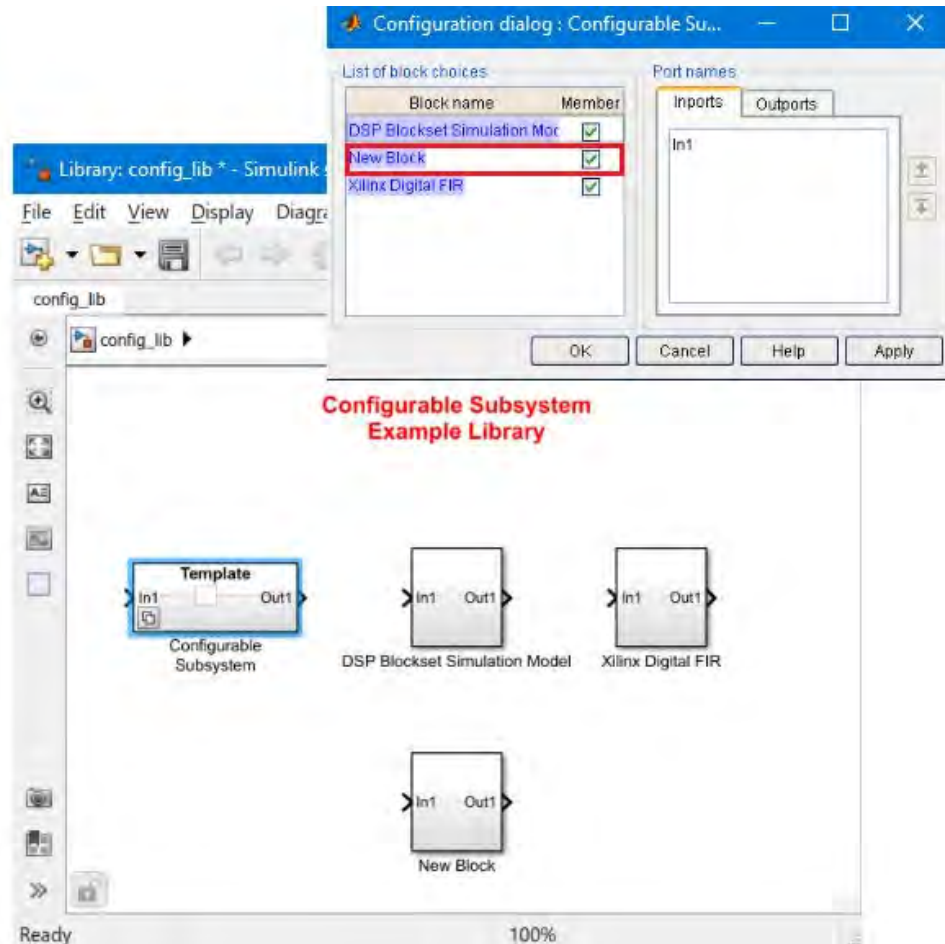 Configuration dialog : Configurable Su...
List of block choices
Block name Member
DSP Blockset Simulation Moc
New Block
Xilinx Digital FIR
Port names
Inports Outports
In1
OK Cancel Help Apply
Library: config_lib * - Simulink
File Edit View Display Diagra
config_lib
config_lib
Configurable Subsystem
Example Library
Template
In1 Out1
Configurable
Subsystem
In1 Out1
DSP Blockset Simulation Model
In1 Out1
Xilinx Digital FIR
In1 Out1
New Block
Ready 100%